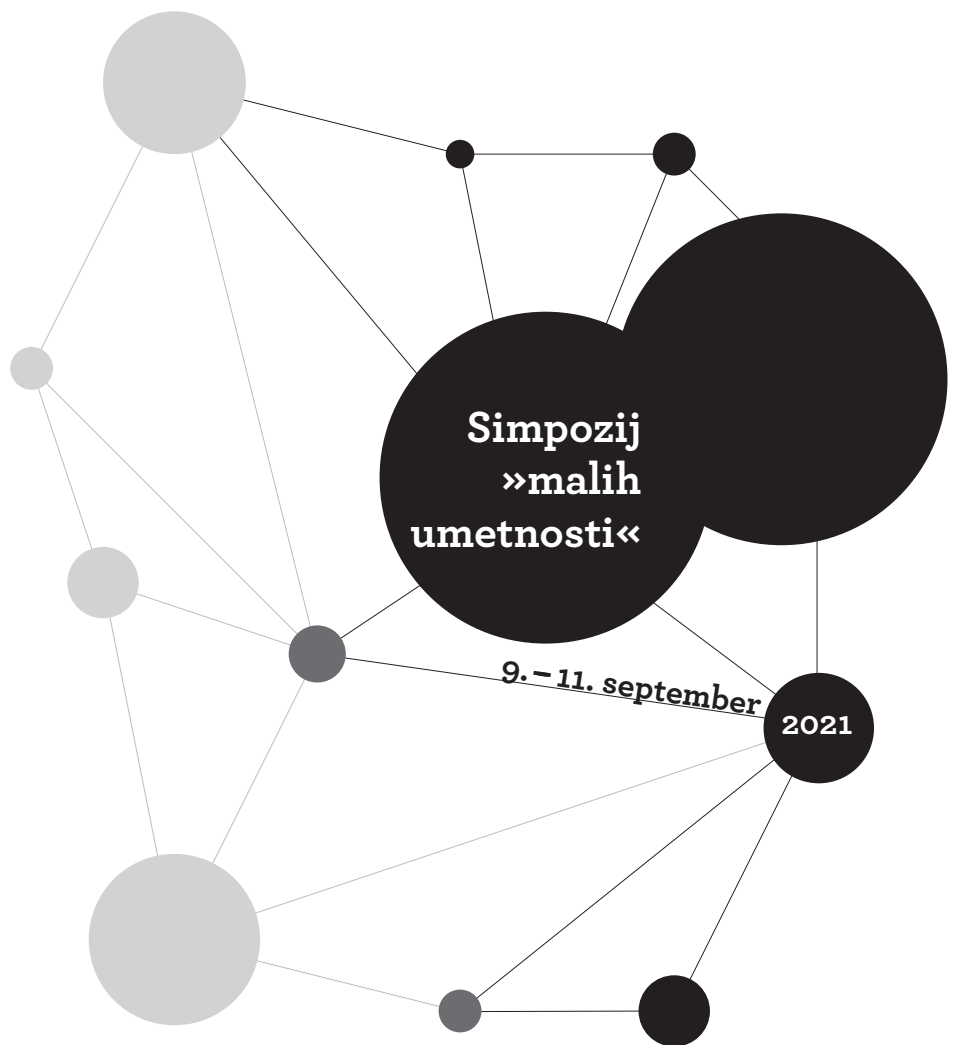 Simpozij
»malih
umetnosti«
9. – 11. september
2021